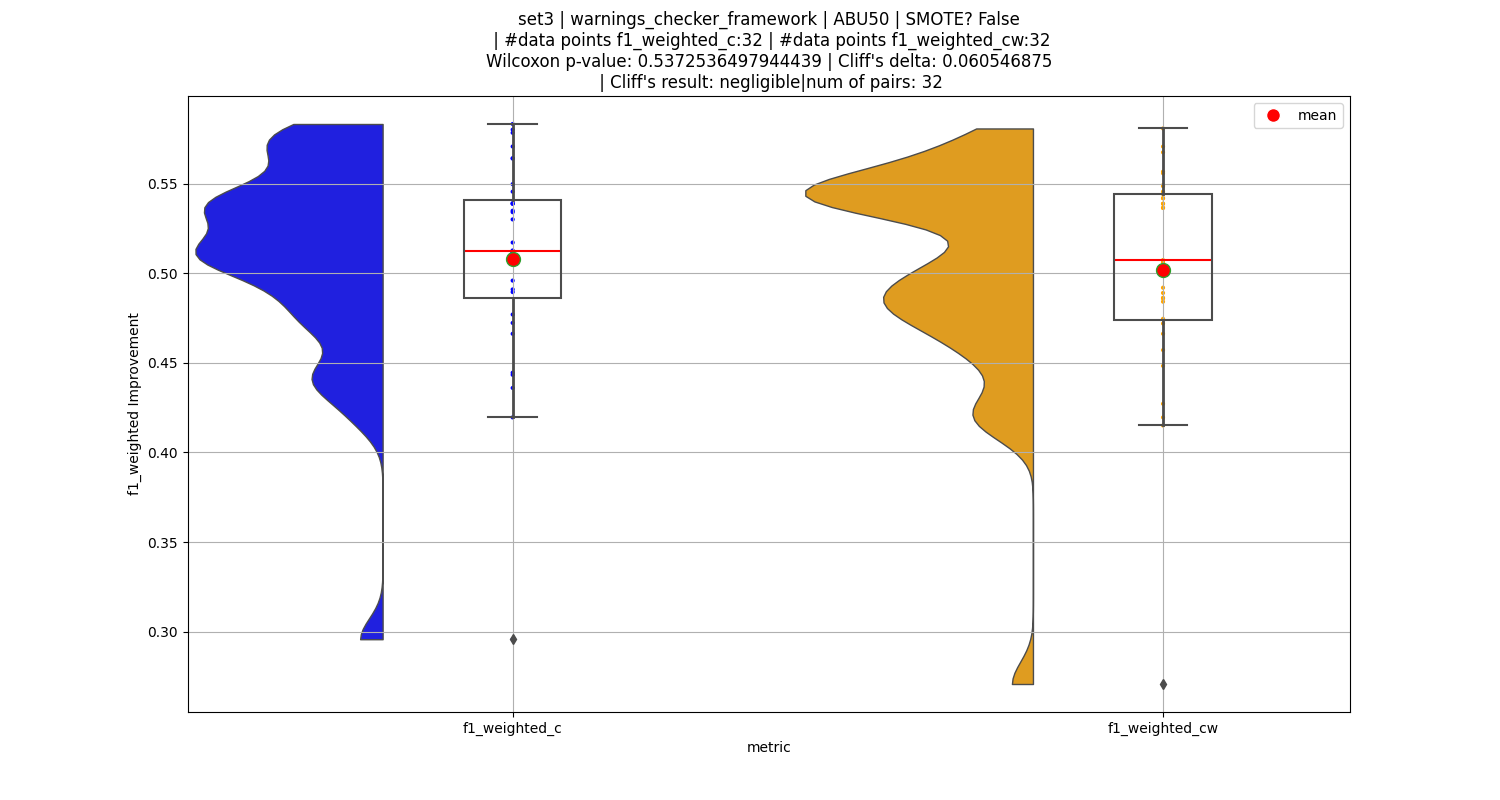 set3 | warnings_checker_framework | ABU50 | SMOTE? False
| #data points f1_weighted_c:32 | #data points f1_weighted_cw:32
Wilcoxon p-value: 0.5372536497944439 | Cliff's delta: 0.060546875
| Cliff's result: negligible|num of pairs: 32
mean
0.55
0.50
0.45
0.40
0.35
0.30
f1_weighted Improvement
f1_weighted_c
f1_weighted_cw
metric